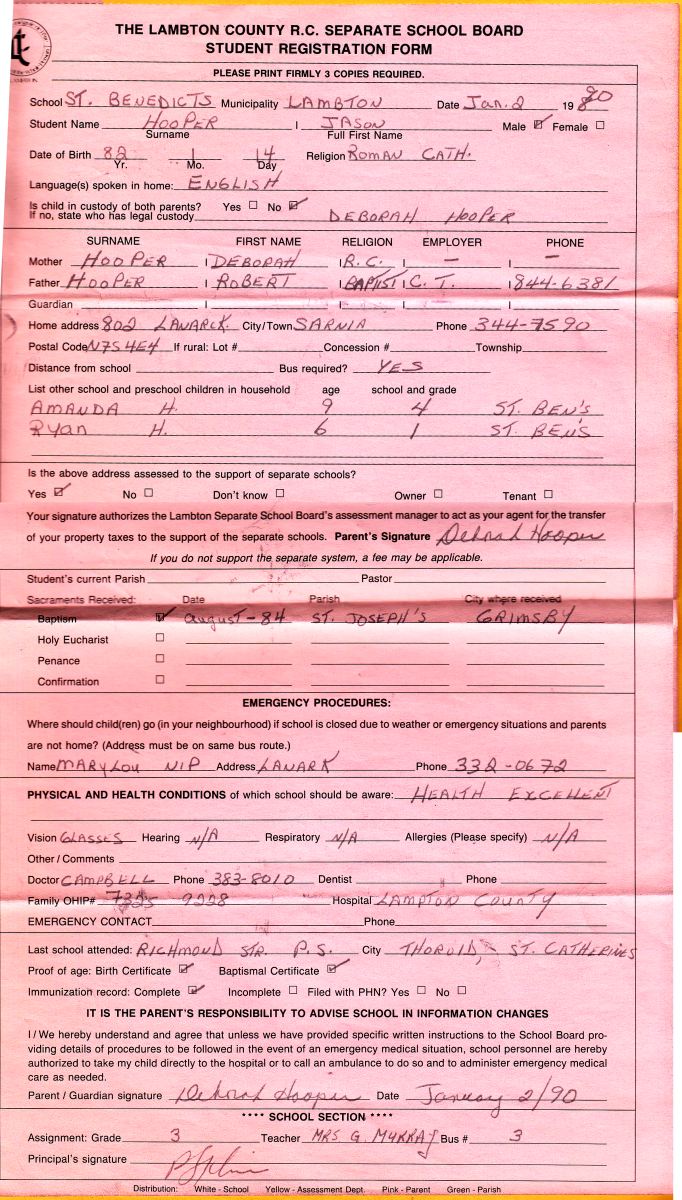 THE LAMBTON COUNTY R.C. SEPARATE SCHOOL BOARD
STUDENT REGISTRATION FORM
PLEASE PRINT FIRMLY 3 COPIES REQUIRED.
School ST. BENEDICTS Municipality LAMBTON Date Jan. 2 1990
Student Name HOOPER JASON Male ☑ Female ☐
Surname Full First Name
Date of Birth 82 1 14 Religion ROMAN CATH.
Yr. Mo. Day
Language(s) spoken in home: ENGLISH
Is child in custody of both parents? Yes ☐ No ☑
If no, state who has legal custody DEBORAH HOOPER
SURNAME FIRST NAME RELIGION EMPLOYER PHONE
Mother HOOPER DEBORAH R.C. — —
Father HOOPER ROBERT BAPTIST C.T. 844-6381
Guardian
Home address 802 LANARCK. City/Town SARNIA Phone 344-7590
Postal Code N7S 4E4 If rural: Lot # Concession # Township
Distance from school Bus required? YES
List other school and preschool children in household age school and grade
AMANDA H. 9 4 ST. BEN'S
RYAN H. 6 1 ST. BEN'S
Is the above address assessed to the support of separate schools?
Yes ☑ No ☐ Don't know ☐ Owner ☐ Tenant ☐
Your signature authorizes the Lambton Separate School Board's assessment manager to act as your agent for the transfer
of your property taxes to the support of the separate schools. Parent's Signature Deborah Hooper
If you do not support the separate system, a fee may be applicable.
Student's current Parish Pastor
Sacraments Received: Date Parish City where received
Baptism ☑ August-84 ST. JOSEPH'S GRIMSBY
Holy Eucharist ☐
Penance ☐
Confirmation ☐
EMERGENCY PROCEDURES:
Where should child(ren) go (in your neighbourhood) if school is closed due to weather or emergency situations and parents
are not home? (Address must be on same bus route.)
Name MARYLOU NIP Address LANARK Phone 332-0672
PHYSICAL AND HEALTH CONDITIONS of which school should be aware: HEALTH EXCELLENT
Vision GLASSES Hearing N/A Respiratory N/A Allergies (Please specify) N/A
Other / Comments
Doctor CAMPBELL Phone 383-8010 Dentist Phone
Family OHIP# 9228 Hospital LAMPTON COUNTY
EMERGENCY CONTACT Phone
Last school attended: RICHMOND STR. P.S. City THOROLD, ST. CATHERINES
Proof of age: Birth Certificate ☑ Baptismal Certificate ☑
Immunization record: Complete ☑ Incomplete ☐ Filed with PHN? Yes ☐ No ☐
IT IS THE PARENT'S RESPONSIBILITY TO ADVISE SCHOOL IN INFORMATION CHANGES
I / We hereby understand and agree that unless we have provided specific written instructions to the School Board pro-
viding details of procedures to be followed in the event of an emergency medical situation, school personnel are hereby
authorized to take my child directly to the hospital or to call an ambulance to do so and to administer emergency medical
care as needed.
Parent / Guardian signature Deborah Hooper Date January 2/90
**** SCHOOL SECTION ****
Assignment: Grade 3 Teacher MRS G. MURRAY Bus # 3
Principal's signature
Distribution: White - School Yellow - Assessment Dept. Pink - Parent Green - Parish